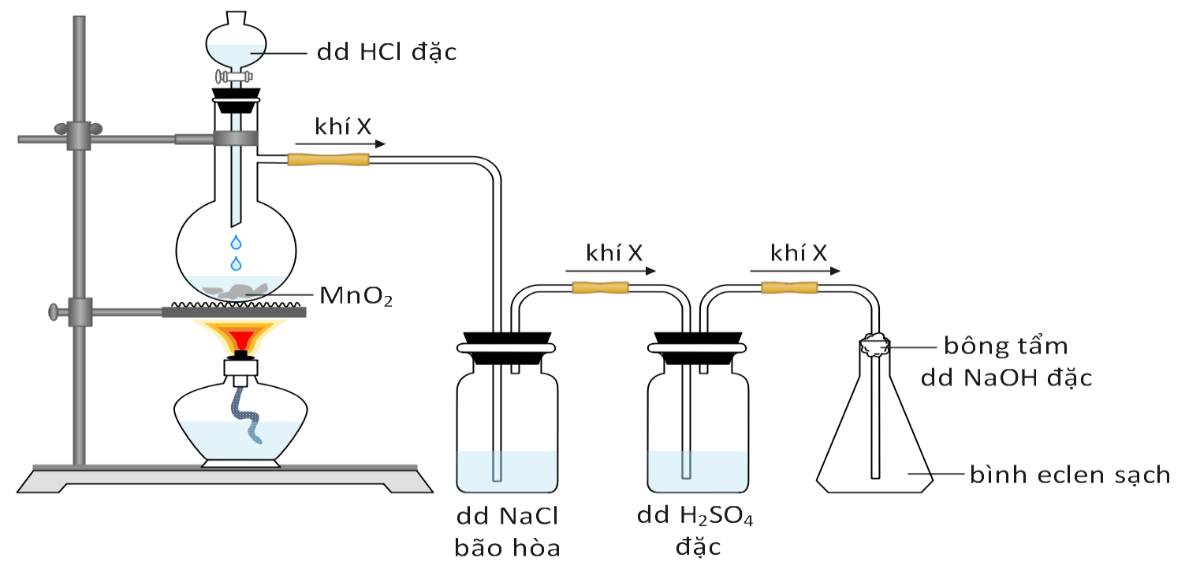 dd HCl đặc
khí X
MnO₂
khí X
khí X
bông tẩm
dd NaOH đặc
bình eclen sạch
dd NaCl
bão hòa
dd H₂SO₄
đặc